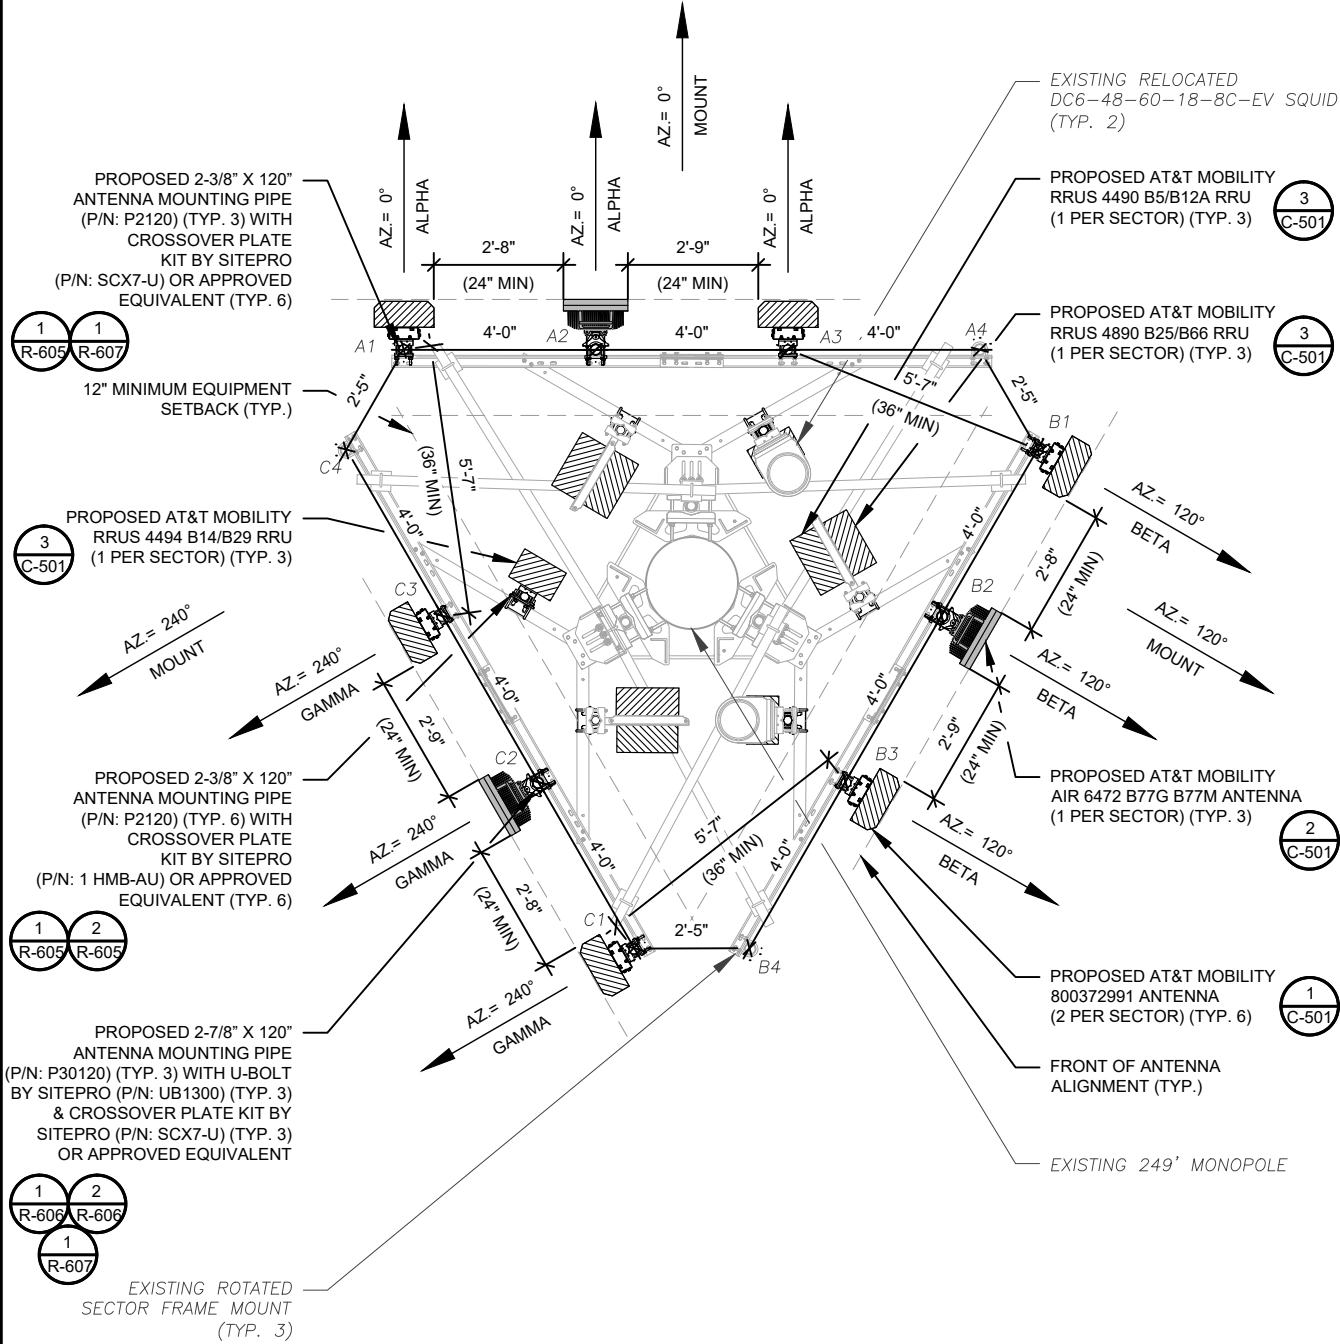 AZ.= 0°
MOUNT
AZ.= 0°
ALPHA
AZ.= 0°
ALPHA
AZ.= 0°
ALPHA
EXISTING RELOCATED
DC6-48-60-18-8C-EV SQUID
(TYP. 2)
PROPOSED 2-3/8" X 120"
ANTENNA MOUNTING PIPE
(P/N: P2120) (TYP. 3) WITH
CROSSOVER PLATE
KIT BY SITEPRO
(P/N: SCX7-U) OR APPROVED
EQUIVALENT (TYP. 6)
1
R-605
1
R-607
PROPOSED AT&T MOBILITY
RRUS 4490 B5/B12A RRU
(1 PER SECTOR) (TYP. 3)
3
C-501
2'-8"
(24" MIN)
2'-9"
(24" MIN)
PROPOSED AT&T MOBILITY
RRUS 4890 B25/B66 RRU
(1 PER SECTOR) (TYP. 3)
3
C-501
A1
4'-0"
A2
4'-0"
A3
4'-0"
A4
12" MINIMUM EQUIPMENT
SETBACK (TYP.)
2'-5"
C4
5'-7"
(36" MIN)
5'-7"
(36" MIN)
2'-5"
B1
AZ.= 120°
BETA
PROPOSED AT&T MOBILITY
RRUS 4494 B14/B29 RRU
(1 PER SECTOR) (TYP. 3)
3
C-501
4'-0"
4'-0"
2'-8"
(24" MIN)
C3
B2
AZ.= 240°
MOUNT
AZ.= 120°
MOUNT
AZ.= 240°
GAMMA
4'-0"
4'-0"
AZ.= 120°
BETA
2'-9"
(24" MIN)
2'-9"
(24" MIN)
C2
B3
PROPOSED 2-3/8" X 120"
ANTENNA MOUNTING PIPE
(P/N: P2120) (TYP. 6) WITH
CROSSOVER PLATE
KIT BY SITEPRO
(P/N: 1 HMB-AU) OR APPROVED
EQUIVALENT (TYP. 6)
1
R-605
2
R-605
PROPOSED AT&T MOBILITY
AIR 6472 B77G B77M ANTENNA
(1 PER SECTOR) (TYP. 3)
2
C-501
AZ.= 240°
GAMMA
4'-0"
5'-7"
(36" MIN)
4'-0"
AZ.= 120°
BETA
2'-8"
(24" MIN)
C1
2'-5"
B4
AZ.= 240°
GAMMA
PROPOSED AT&T MOBILITY
800372991 ANTENNA
(2 PER SECTOR) (TYP. 6)
1
C-501
PROPOSED 2-7/8" X 120"
ANTENNA MOUNTING PIPE
(P/N: P30120) (TYP. 3) WITH U-BOLT
BY SITEPRO (P/N: UB1300) (TYP. 3)
& CROSSOVER PLATE KIT BY
SITEPRO (P/N: SCX7-U) (TYP. 3)
OR APPROVED EQUIVALENT
1
R-606
2
R-606
1
R-607
FRONT OF ANTENNA
ALIGNMENT (TYP.)
EXISTING 249' MONOPOLE
EXISTING ROTATED
SECTOR FRAME MOUNT
(TYP. 3)